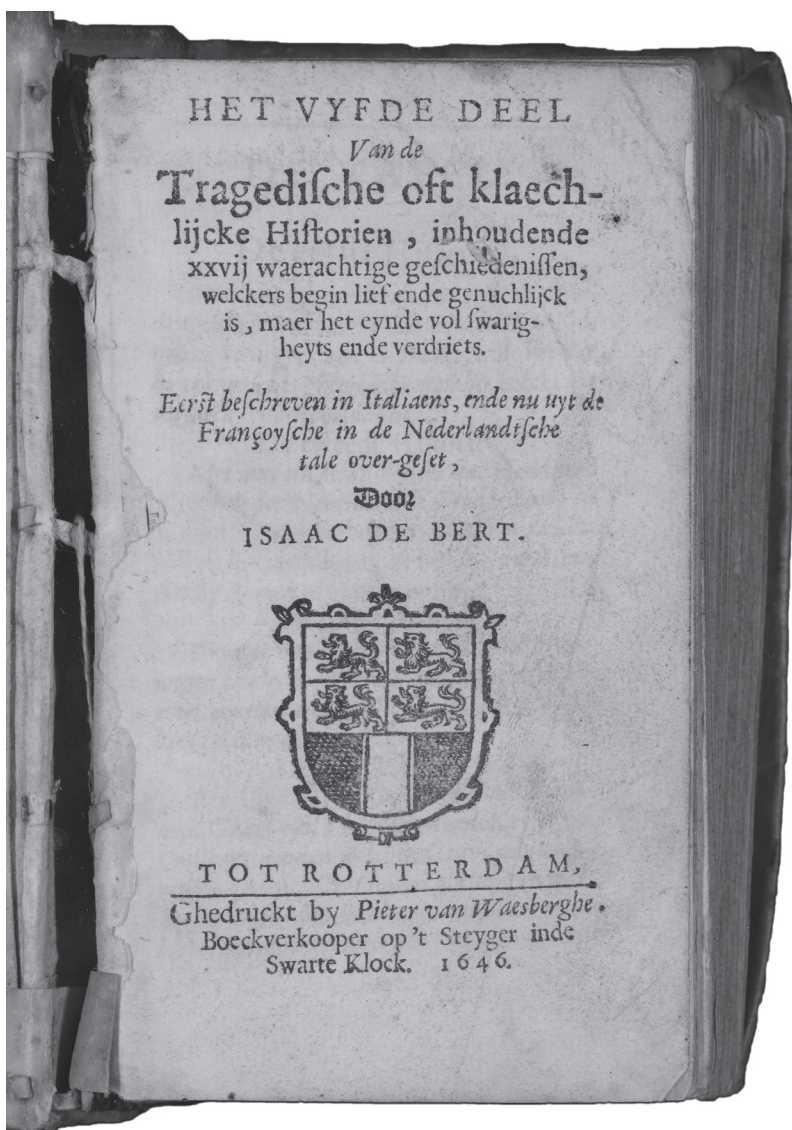 HET VYFDE DEEL
Van de
Tragediſche oft klaech-
lijcke Hiſtorien, inhoudende
xxvij waerachtige geſchiedeniſſen,
welckers begin lief ende genuchlijck
is, maer het eynde vol ſwarig-
heyts ende verdriets.
Eerſt beſchreven in Italiaens, ende nu uyt de
Françoyſche in de Nederlandtſche
tale over-geſet,
Door
ISAAC DE BERT.
TOT ROTTERDAM,
Ghedruckt by Pieter van Waesberghe.
Boeckverkooper op't Steyger inde
Swarte Klock. 1646.